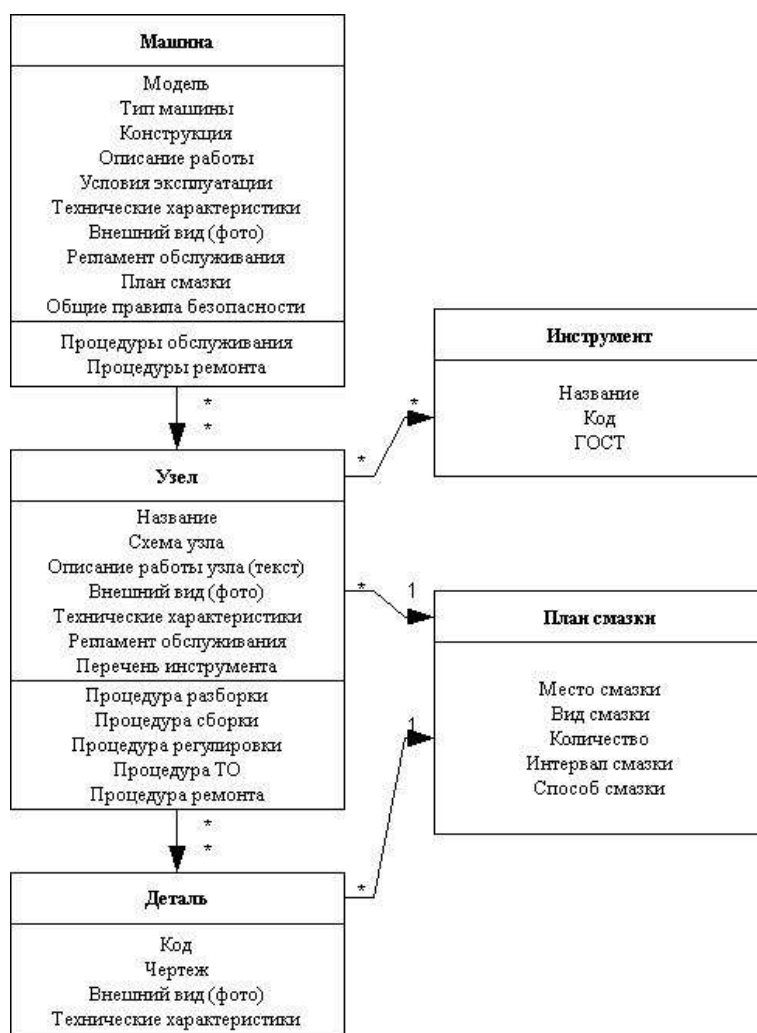 Машина
Модель
Тип машины
Конструкция
Описание работы
Условия эксплуатации
Технические характеристики
Внешний вид (фото)
Регламент обслуживания
План смазки
Общие правила безопасности
Процедуры обслуживания
Процедуры ремонта
*
*
Узел
Название
Схема узла
Описание работы узла (текст)
Внешний вид (фото)
Технические характеристики
Регламент обслуживания
Перечень инструмента
Процедура разборки
Процедура сборки
Процедура регулировки
Процедура ТО
Процедура ремонта
*
*
Деталь
Код
Чертеж
Внешний вид (фото)
Технические характеристики
*
*
Инструмент
Название
Код
ГОСТ
*
1
План смазки
Место смазки
Вид смазки
Количество
Интервал смазки
Способ смазки
1
*